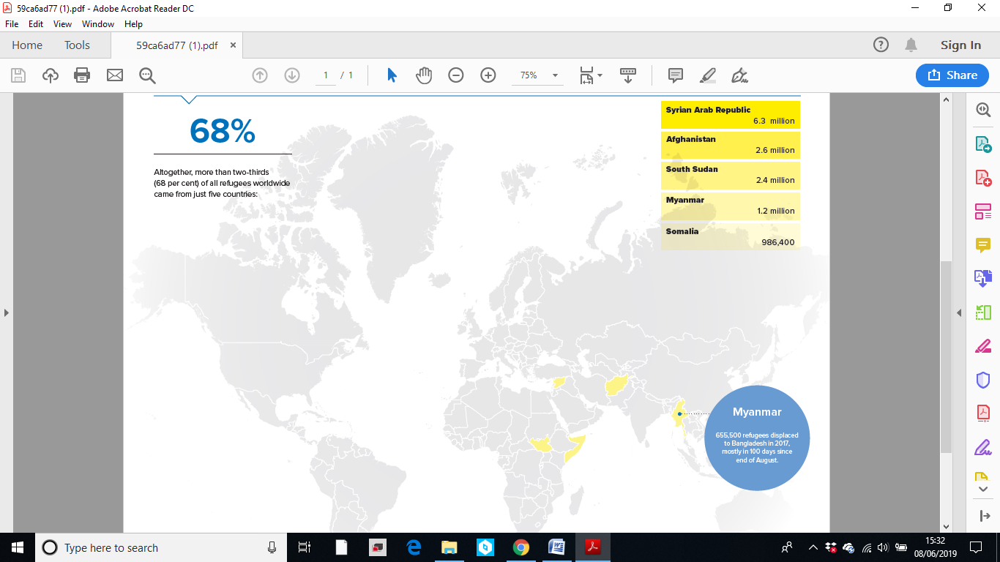 59ca6ad77 (1).pdf - Adobe Acrobat Reader DC
File Edit View Window Help
Home Tools 59ca6ad77 (1).pdf × Sign In
1 / 1 75% Share
68%
Altogether, more than two-thirds
(68 per cent) of all refugees worldwide
came from just five countries:
Syrian Arab Republic
6.3 million
Afghanistan
2.6 million
South Sudan
2.4 million
Myanmar
1.2 million
Somalia
986,400
Myanmar
655,500 refugees displaced
to Bangladesh in 2017,
mostly in 100 days since
end of August.
Type here to search
15:32
08/06/2019